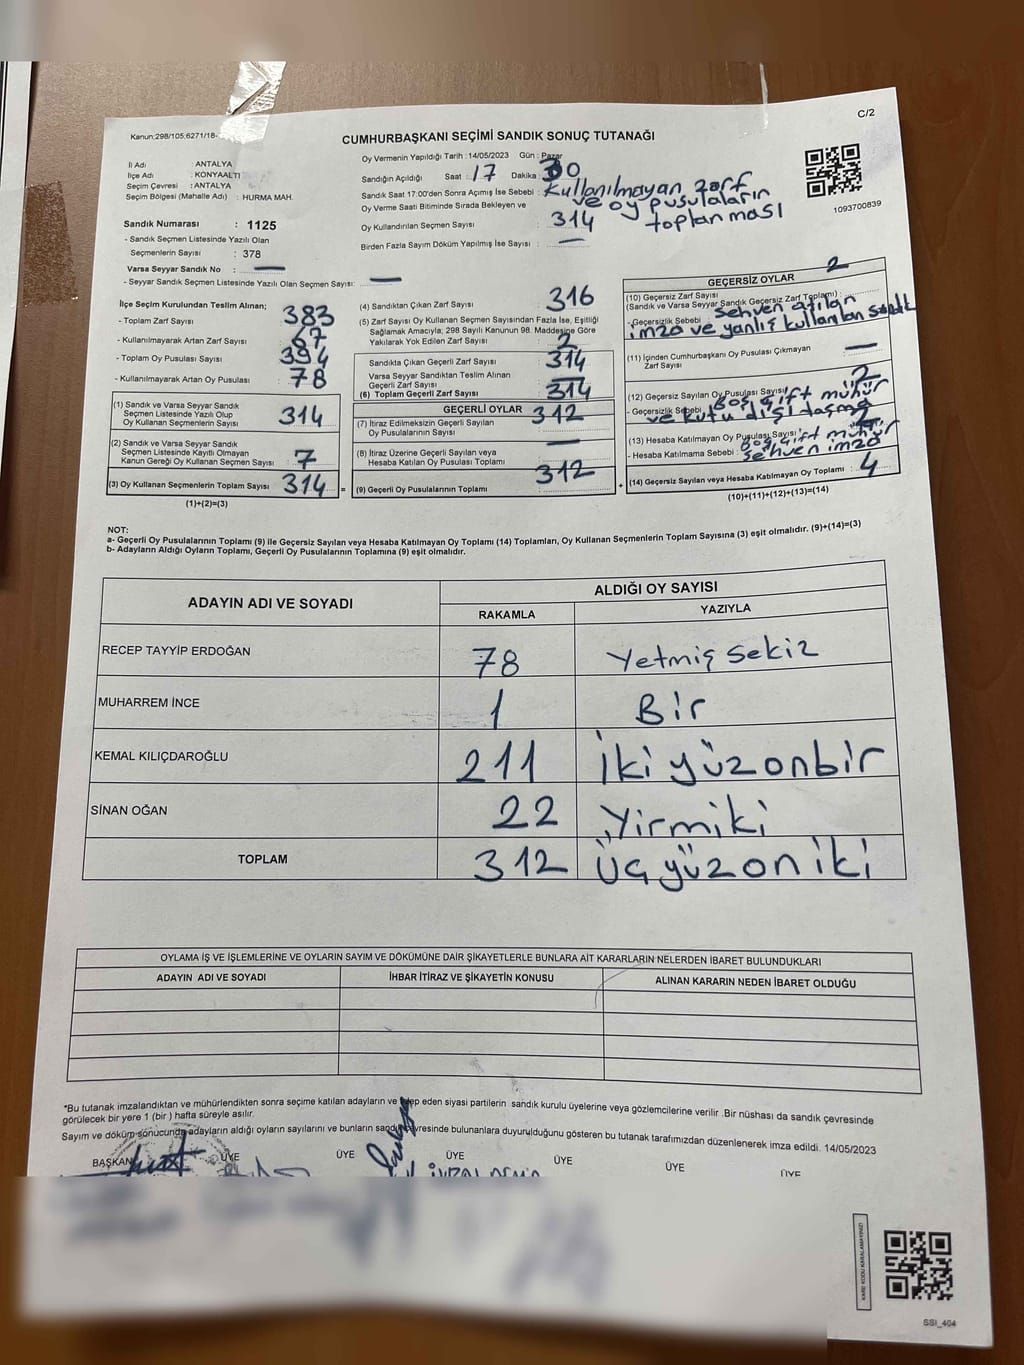 C/2
Kanun:298/105;6271/18-
CUMHURBAŞKANI SEÇİMİ SANDIK SONUÇ TUTANAĞI
İl Adı : ANTALYA
İlçe Adı : KONYAALTI
Seçim Çevresi : ANTALYA
Seçim Bölgesi (Mahalle Adı) : HURMA MAH.
Sandık Numarası : 1125
- Sandık Seçmen Listesinde Yazılı Olan
Seçmenlerin Sayısı : 378
Varsa Seyyar Sandık No : —
- Seyyar Sandık Seçmen Listesinde Yazılı Olan Seçmen Sayısı: —
Oy Vermenin Yapıldığı Tarih : 14/05/2023 Gün : Pazar
Sandığın Açıldığı Saat : 17 Dakika 30
Sandık Saat 17:00'den Sonra Açımış İse Sebebi : Kullanılmayan zarf
ve oy pusulaların
toplanması
Oy Verme Saati Bitiminde Sırada Bekleyen ve
Oy Kullandırılan Seçmen Sayısı : 314
Birden Fazla Sayım Döküm Yapılmış İse Sayısı : —
1093700839
İlçe Seçim Kurulundan Teslim Alınan;
- Toplam Zarf Sayısı 383
- Kullanılmayarak Artan Zarf Sayısı 67
- Toplam Oy Pusulası Sayısı 394
- Kullanılmayarak Artan Oy Pusulası 78
(1) Sandık ve Varsa Seyyar Sandık
Seçmen Listesinde Yazılı Olup
Oy Kullanan Seçmenlerin Sayısı 314
(2) Sandık ve Varsa Seyyar Sandık
Seçmen Listesinde Kayıtlı Olmayan
Kanun Gereği Oy Kullanan Seçmen Sayısı 7
(3) Oy Kullanan Seçmenlerin Toplam Sayısı 314 =
(1)+(2)=(3)
(4) Sandıktan Çıkan Zarf Sayısı : 316
(5) Zarf Sayısı Oy Kullanan Seçmen Sayısından Fazla İse, Eşitliği
Sağlamak Amacıyla; 298 Sayılı Kanunun 98. Maddesine Göre
Yakılarak Yok Edilen Zarf Sayısı : 2
Sandıkta Çıkan Geçerli Zarf Sayısı 314
Varsa Seyyar Sandıktan Teslim Alınan
Geçerli Zarf Sayısı —
(6) Toplam Geçerli Zarf Sayısı 314
GEÇERLİ OYLAR
(7) İtiraz Edilmeksizin Geçerli Sayılan
Oy Pusulalarının Sayısı 312
(8) İtiraz Üzerine Geçerli Sayılan veya
Hesaba Katılan Oy Pusulası Toplamı —
(9) Geçerli Oy Pusulalarının Toplamı 312 +
GEÇERSİZ OYLAR
(10) Geçersiz Zarf Sayısı 2
(Sandık ve Varsa Seyyar Sandık Geçersiz Zarf Toplamı) :
- Geçersizlik Sebebi : Sehven atılan
imza ve yanlış kullanılan sandık
(11) İçinden Cumhurbaşkanı Oy Pusulası Çıkmayan
Zarf Sayısı —
(12) Geçersiz Sayılan Oy Pusulası Sayısı : 2
- Geçersizlik Sebebi : Boş çift mühür
ve kutu dışı taşma
(13) Hesaba Katılmayan Oy Pusulası Sayısı :
- Hesaba Katılmama Sebebi : Boş çift mühür
sehven imza
(14) Geçersiz Sayılan veya Hesaba Katılmayan Oy Toplamı : 4
(10)+(11)+(12)+(13)=(14)
NOT:
a- Geçerli Oy Pusulalarının Toplamı (9) ile Geçersiz Sayılan veya Hesaba Katılmayan Oy Toplamı (14) Toplamları, Oy Kullanan Seçmenlerin Toplam Sayısına (3) eşit olmalıdır. (9)+(14)=(3)
b- Adayların Aldığı Oyların Toplamı, Geçerli Oy Pusulalarının Toplamına (9) eşit olmalıdır.
ADAYIN ADI VE SOYADI ALDIĞI OY SAYISI
RAKAMLA YAZIYLA
RECEP TAYYİP ERDOĞAN 78 Yetmiş sekiz
MUHARREM İNCE 1 Bir
KEMAL KILIÇDAROĞLU 211 İki yüzonbir
SİNAN OĞAN 22 Yirmiki
TOPLAM 312 Üçyüzoniki
OYLAMA İŞ VE İŞLEMLERİNE VE OYLARIN SAYIM VE DÖKÜMÜNE DAİR ŞİKAYETLERLE BUNLARA AİT KARARLARIN NELERDEN İBARET BULUNDUKLARI
ADAYIN ADI VE SOYADI İHBAR İTİRAZ VE ŞİKAYETİN KONUSU ALINAN KARARIN NEDEN İBARET OLDUĞU
*Bu tutanak imzalandıktan ve mühürlendikten sonra seçime katılan adayların ve talep eden siyasi partilerin sandık kurulu üyelerine veya gözlemcilerine verilir .Bir nüshası da sandık çevresinde
görülecek bir yere 1 (bir ) hafta süreyle asılır.
Sayım ve döküm sonucunda adayların aldığı oyların sayılarını ve bunların sandık çevresinde bulunanlara duyurulduğunu gösteren bu tutanak tarafımızdan düzenlenerek imza edildi. 14/05/2023
BAŞKAN ÜYE ÜYE ÜYE ÜYE ÜYE ÜYE
SSI_404